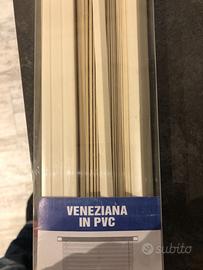 VENEZIANA
IN PVC
subito